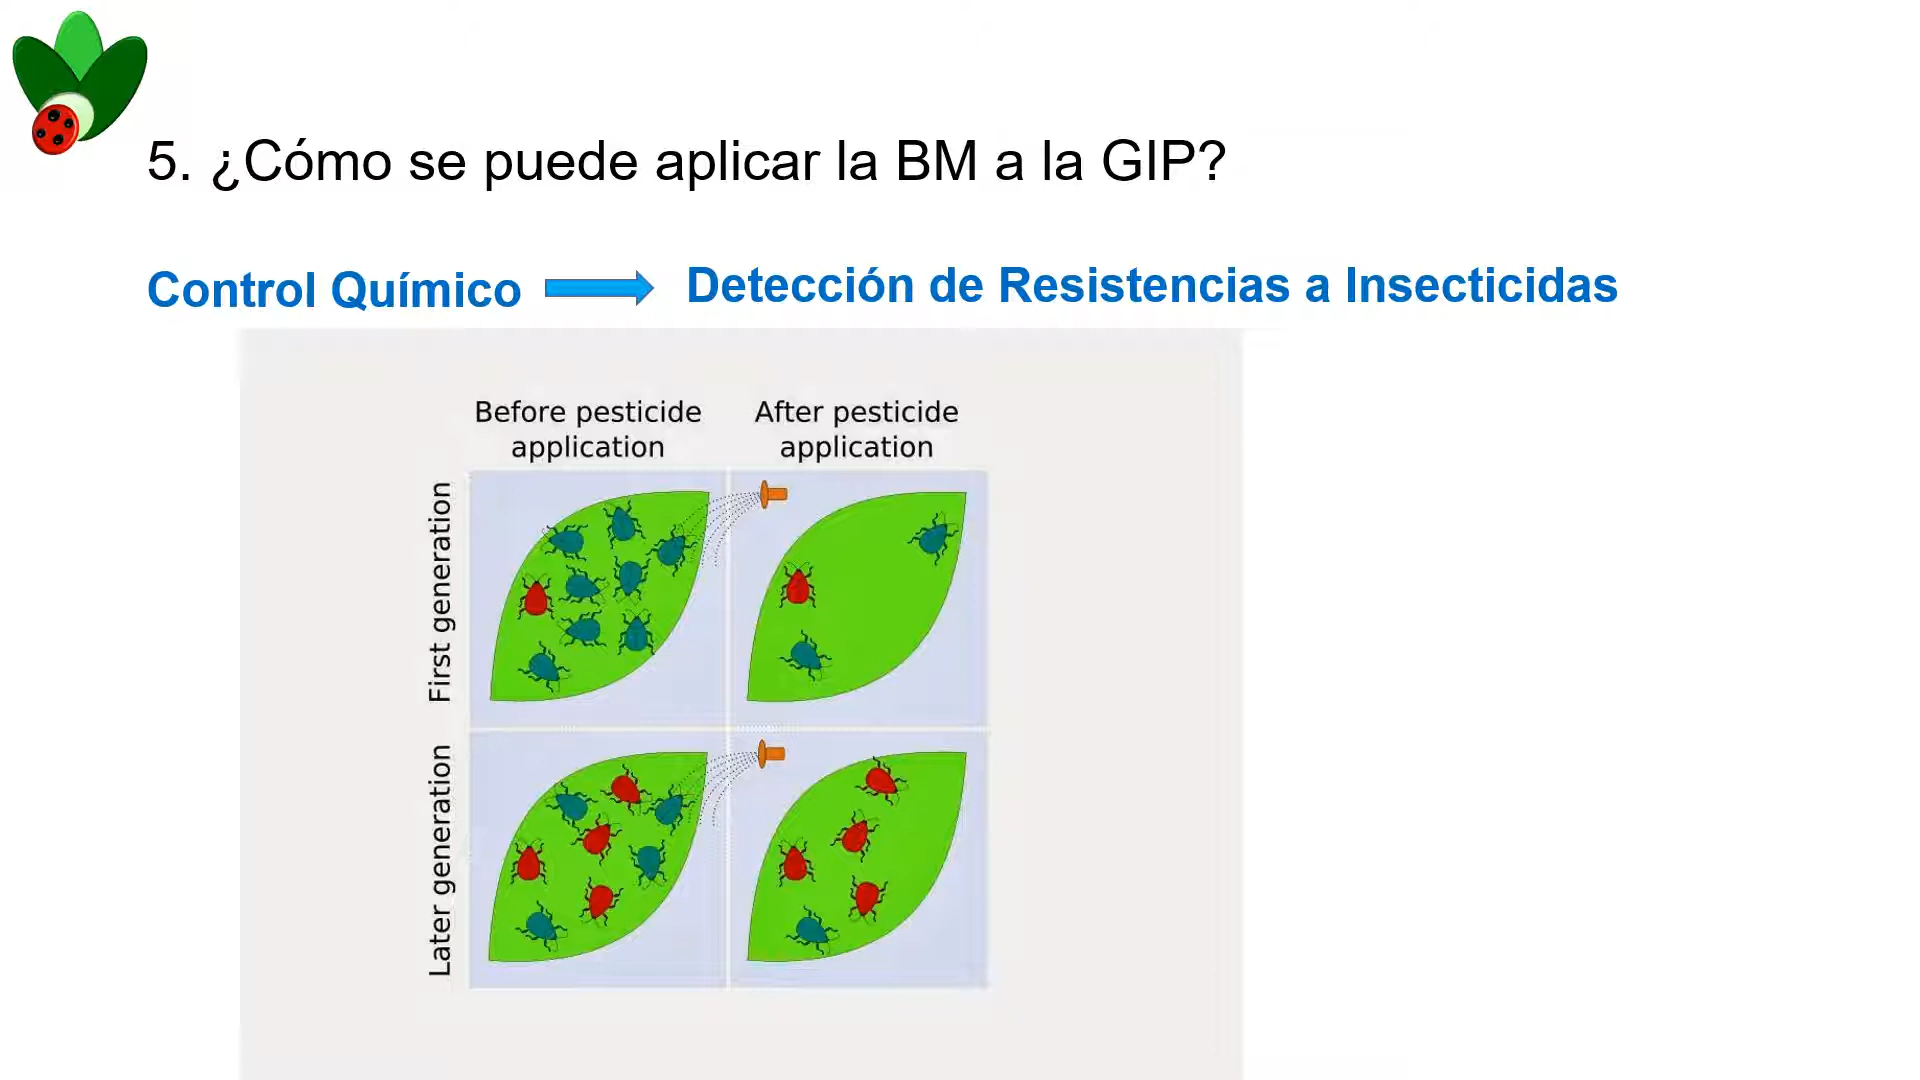 5. ¿Cómo se puede aplicar la BM a la GIP?
Control Químico
Detección de Resistencias a Insecticidas
Before pesticide
application
After pesticide
application
First generation
Later generation